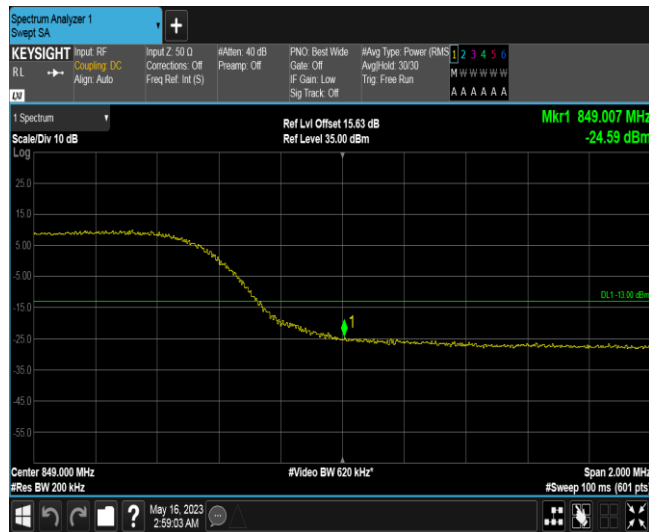 Spectrum Analyzer 1
Swept SA
+
KEYSIGHT Input: RF Input Z: 50 Ω #Atten: 40 dB PNO: Best Wide #Avg Type: Power (RMS 1 2 3 4 5 6
RL Coupling: DC Corrections: Off Preamp: Off Gate: Off Avg|Hold: 30/30 M W W W W W
Align: Auto Freq Ref: Int (S) IF Gain: Low Trig: Free Run
LXI Sig Track: Off A A A A A A
1 Spectrum Ref Lvl Offset 15.63 dB Mkr1 849.007 MHz
Scale/Div 10 dB Ref Level 35.00 dBm -24.59 dBm
Log
25.0
15.0
5.00
-5.00
DL1 -13.00 dBm
-15.0
1
-25.0
-35.0
-45.0
-55.0
Center 849.000 MHz #Video BW 620 kHz* Span 2.000 MHz
#Res BW 200 kHz #Sweep 100 ms (601 pts)
? May 16, 2023
2:59:03 AM